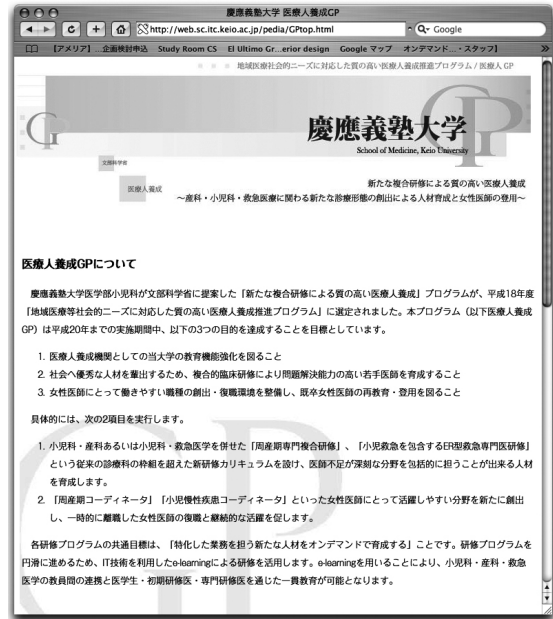 慶應義塾大学 医療人養成GP
http://web.sc.itc.keio.ac.jp/pedia/GPtop.html
Google
【アメリア】...企画検討申込 Study Room CS El Ultimo Gr...erior design Google マップ オンデマンド...・スタッフ】
地域医療社会的ニーズに対応した質の高い医療人養成推進プログラム / 医療人 GP
GP
慶應義塾大学
School of Medicine, Keio University
文部科学省
医療人養成
新たな複合研修による質の高い医療人養成
〜産科・小児科・救急医療に関わる新たな診療形態の創出による人材育成と女性医師の登用〜
医療人養成GPについて
慶應義塾大学医学部小児科が文部科学省に提案した「新たな複合研修による質の高い医療人養成」プログラムが、平成18年度
「地域医療等社会的ニーズに対応した質の高い医療人養成推進プログラム」に選定されました。本プログラム（以下医療人養成
GP）は平成20年までの実施期間中、以下の3つの目的を達成することを目標としています。
1. 医療人養成機関としての当大学の教育機能強化を図ること
2. 社会へ優秀な人材を輩出するため、複合的臨床研修により問題解決能力の高い若手医師を育成すること
3. 女性医師にとって働きやすい職種の創出・復職環境を整備し、既卒女性医師の再教育・登用を図ること
具体的には、次の2項目を実行します。
1. 小児科・産科あるいは小児科・救急医学を併せた「周産期専門複合研修」、「小児救急を包含するER型救急専門医研修」
という従来の診療科の枠組を超えた新研修カリキュラムを設け、医師不足が深刻な分野を包括的に担うことが出来る人材
を育成します。
2. 「周産期コーディネータ」「小児慢性疾患コーディネータ」といった女性医師にとって活躍しやすい分野を新たに創出
し、一時的に離職した女性医師の復職と継続的な活躍を促します。
各研修プログラムの共通目標は、「特化した業務を担う新たな人材をオンデマンドで育成する」ことです。研修プログラムを
円滑に進めるため、IT技術を利用したe-learningによる研修を活用します。e-learningを用いることにより、小児科・産科・救急
医学の教員間の連携と医学生・初期研修医・専門研修医を通じた一貫教育が可能となります。